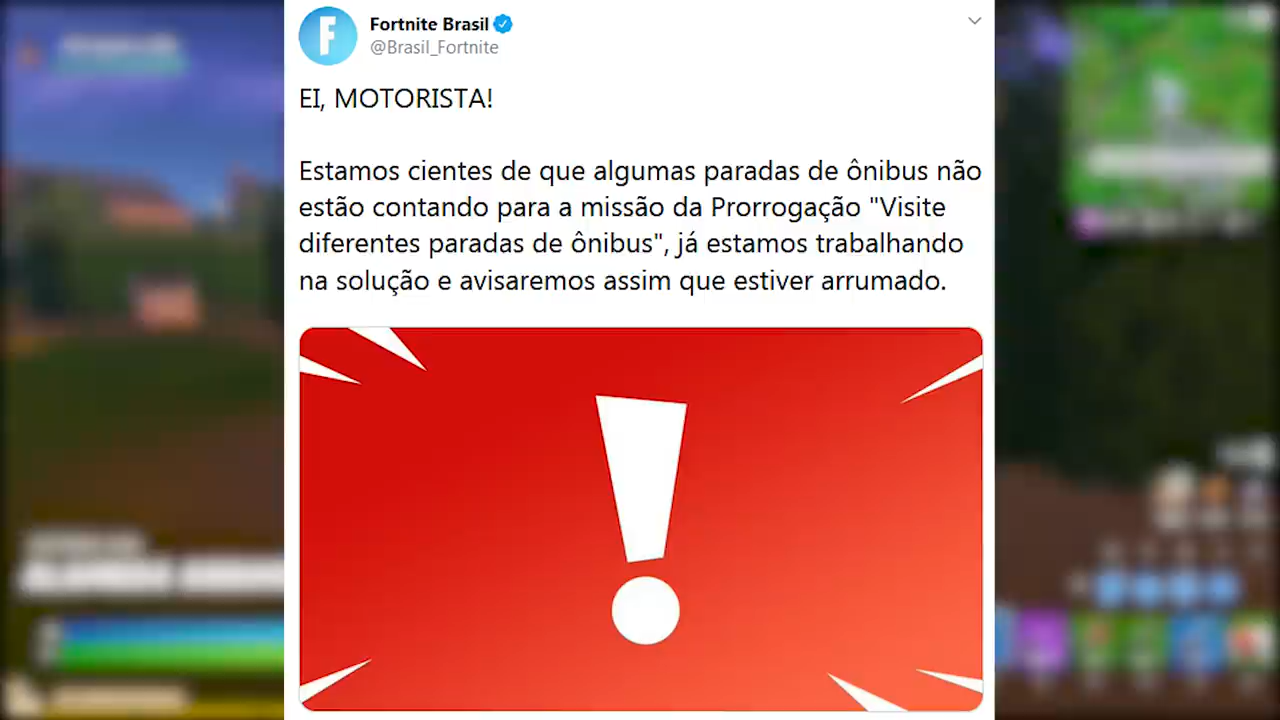 Fortnite Brasil
@Brasil_Fortnite
EI, MOTORISTA!
Estamos cientes de que algumas paradas de ônibus não
estão contando para a missão da Prorrogação "Visite
diferentes paradas de ônibus", já estamos trabalhando
na solução e avisaremos assim que estiver arrumado.
!